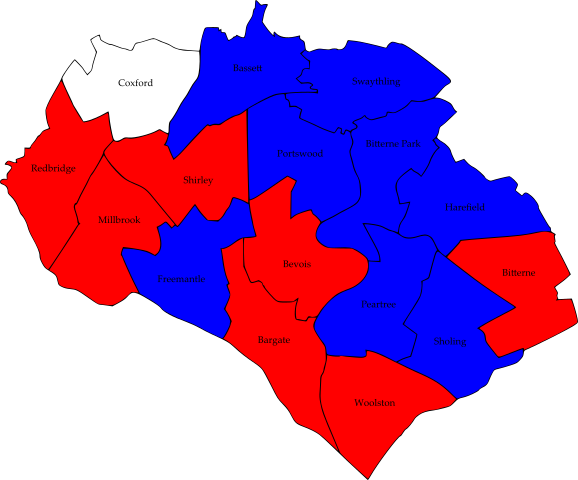 Bassett
Coxford
Swaythling
Portswood
Bitterne Park
Redbridge
Shirley
Harefield
Millbrook
Bevois
Bitterne
Freemantle
Peartree
Bargate
Sholing
Woolston